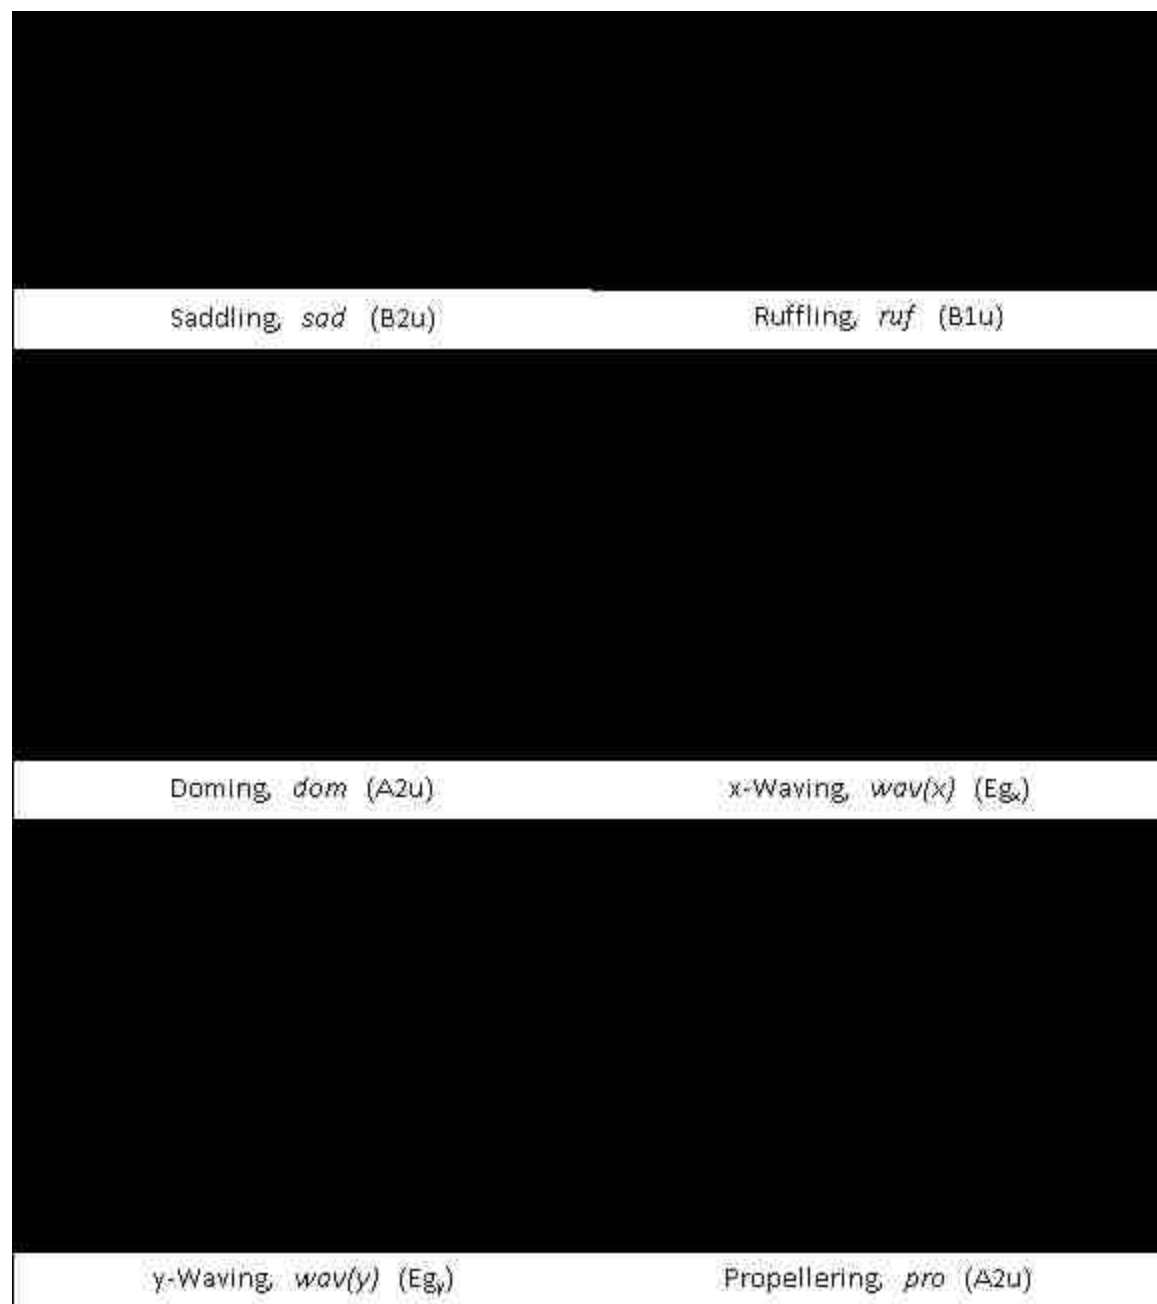 Saddling, sad (B2u) Ruffling, ruf (B1u)
Doming, dom (A2u) x-Waving, wav(x) (Egx)
y-Waving, wav(y) (Egy) Propellering, pro (A2u)